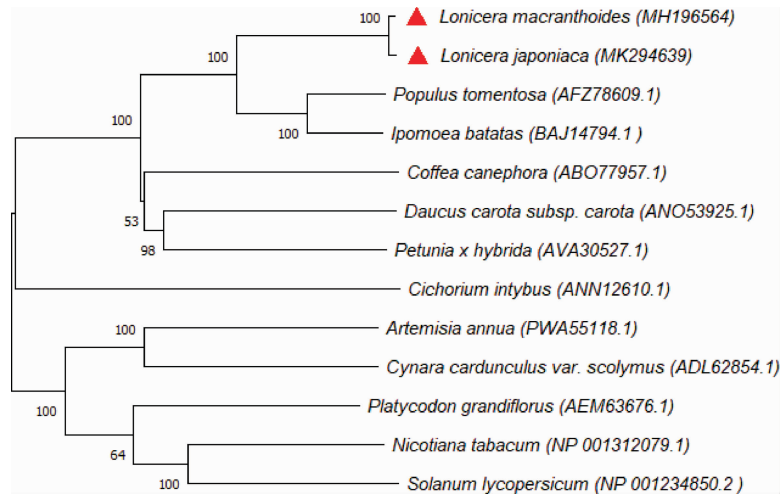 100
Lonicera macranthoides (MH196564)
Lonicera japoniaca (MK294639)
100
Populus tomentosa (AFZ78609.1)
100
Ipomoea batatas (BAJ14794.1 )
100
Coffea canephora (ABO77957.1)
53
Daucus carota subsp. carota (ANO53925.1)
98
Petunia x hybrida (AVA30527.1)
Cichorium intybus (ANN12610.1)
100
Artemisia annua (PWA55118.1)
Cynara cardunculus var. scolymus (ADL62854.1)
100
Platycodon grandiflorus (AEM63676.1)
64
Nicotiana tabacum (NP 001312079.1)
100
Solanum lycopersicum (NP 001234850.2 )